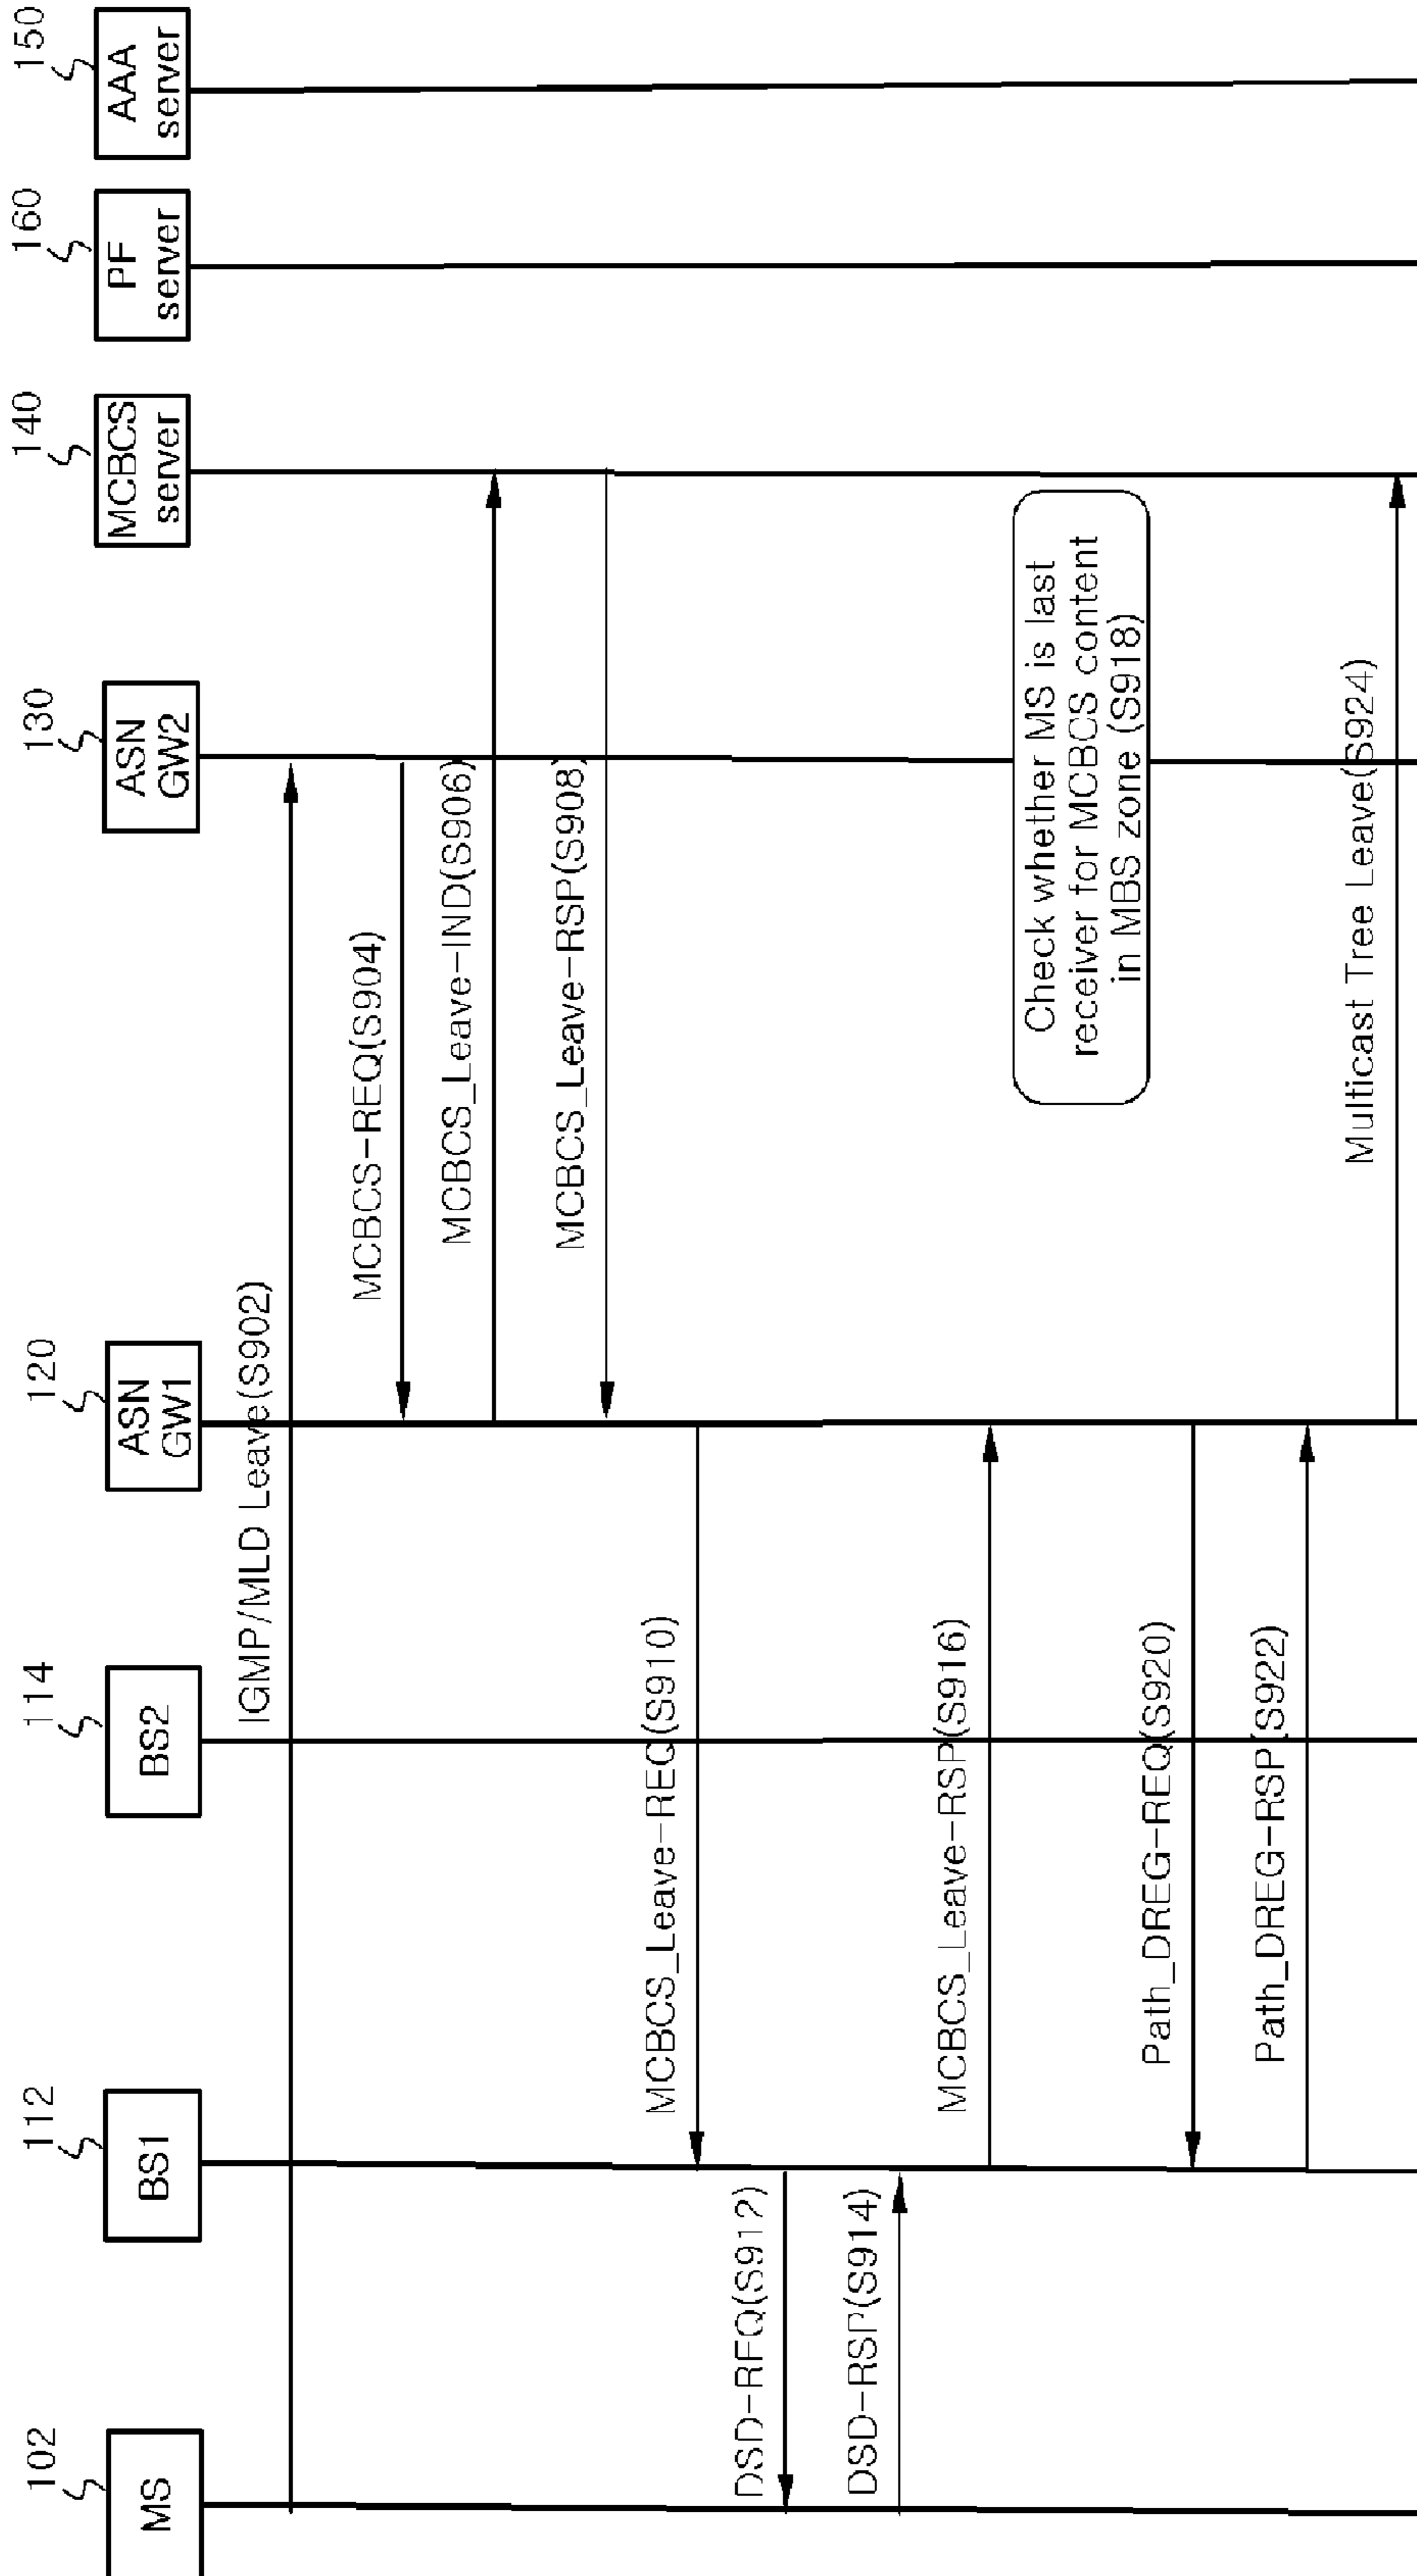 102
112
114
120
130
140
160
150
MS
BS1
BS2
ASN
GW1
ASN
GW2
MCBCS
server
PF
server
AAA
server
IGMP/MLD Leave(S902)
MCBCS-REQ(S904)
MCBCS_Leave-IND(S906)
MCBCS_Leave-RSP(S908)
MCBCS_Leave-REQ(S910)
DSD-REQ(S912)
DSD-RSP(S914)
MCBCS_Leave-RSP(S916)
Check whether MS is last
receiver for MCBCS content
in MBS zone (S918)
Path_DREG-REQ(S920)
Path_DREG-RSP(S922)
Multicast Tree Leave(S924)